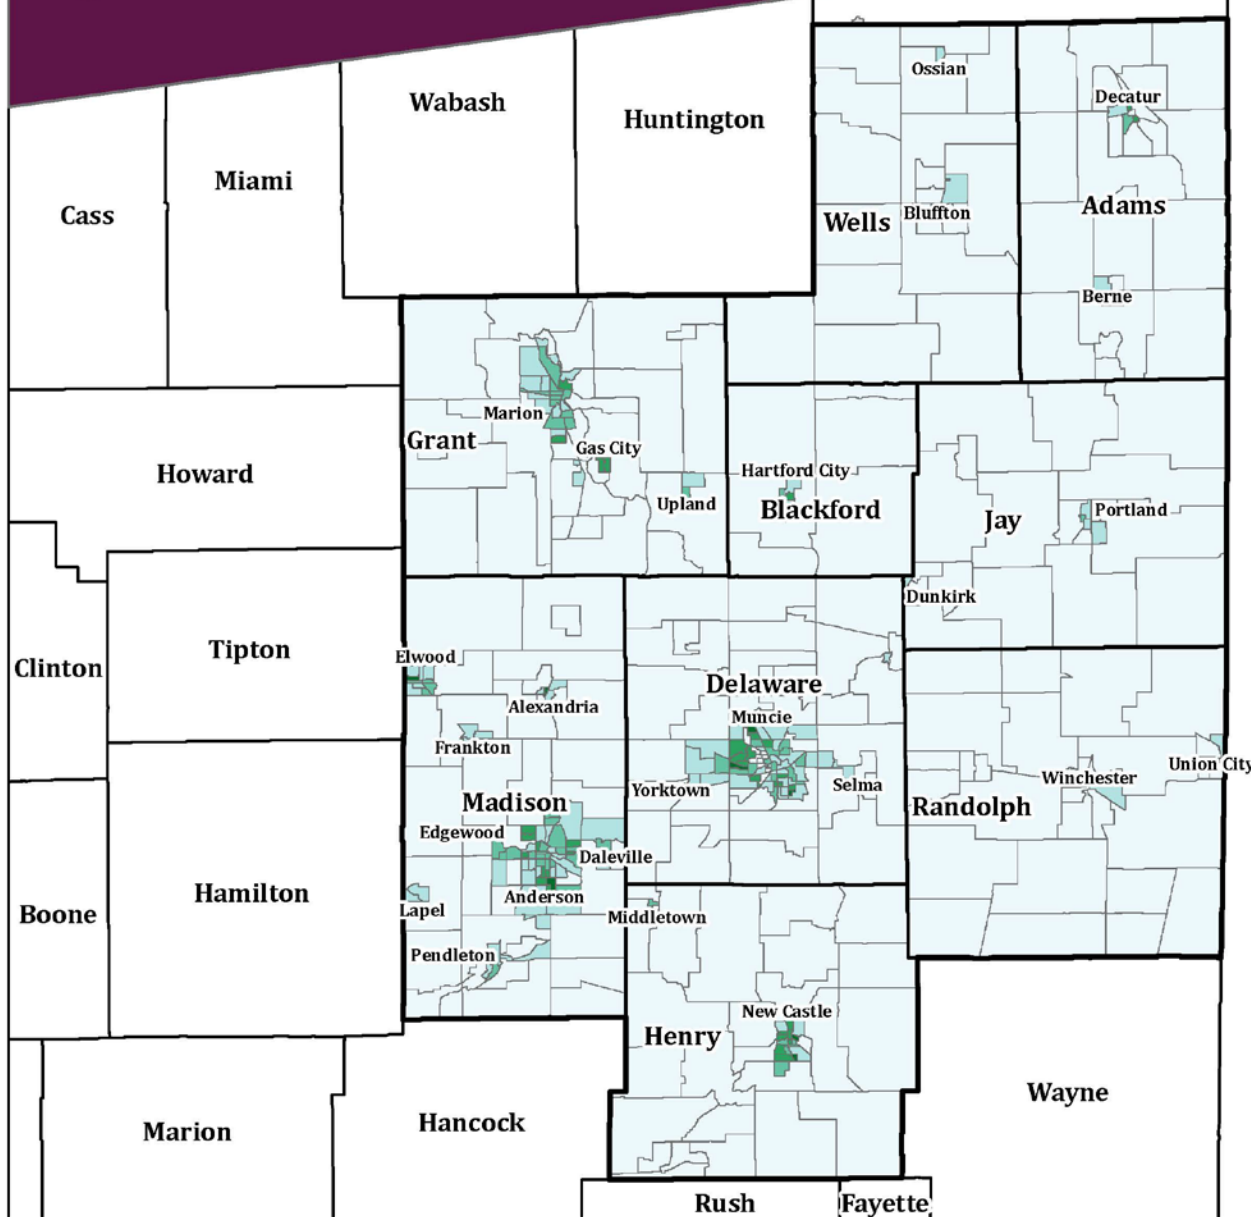 Ossian
Wabash
Decatur
Huntington
Miami
Cass
Adams
Bluffton
Wells
Berne
Marion
Grant
Gas City
Howard
Hartford City
Upland
Blackford
Portland
Jay
Dunkirk
Tipton
Elwood
Clinton
Delaware
Alexandria
Muncie
Frankton
Union City
Winchester
Selma
Yorktown
Madison
Randolph
Edgewood
Daleville
Hamilton
Anderson
Lapel
Boone
Middletown
Pendleton
New Castle
Henry
Wayne
Hancock
Marion
Rush
Fayette